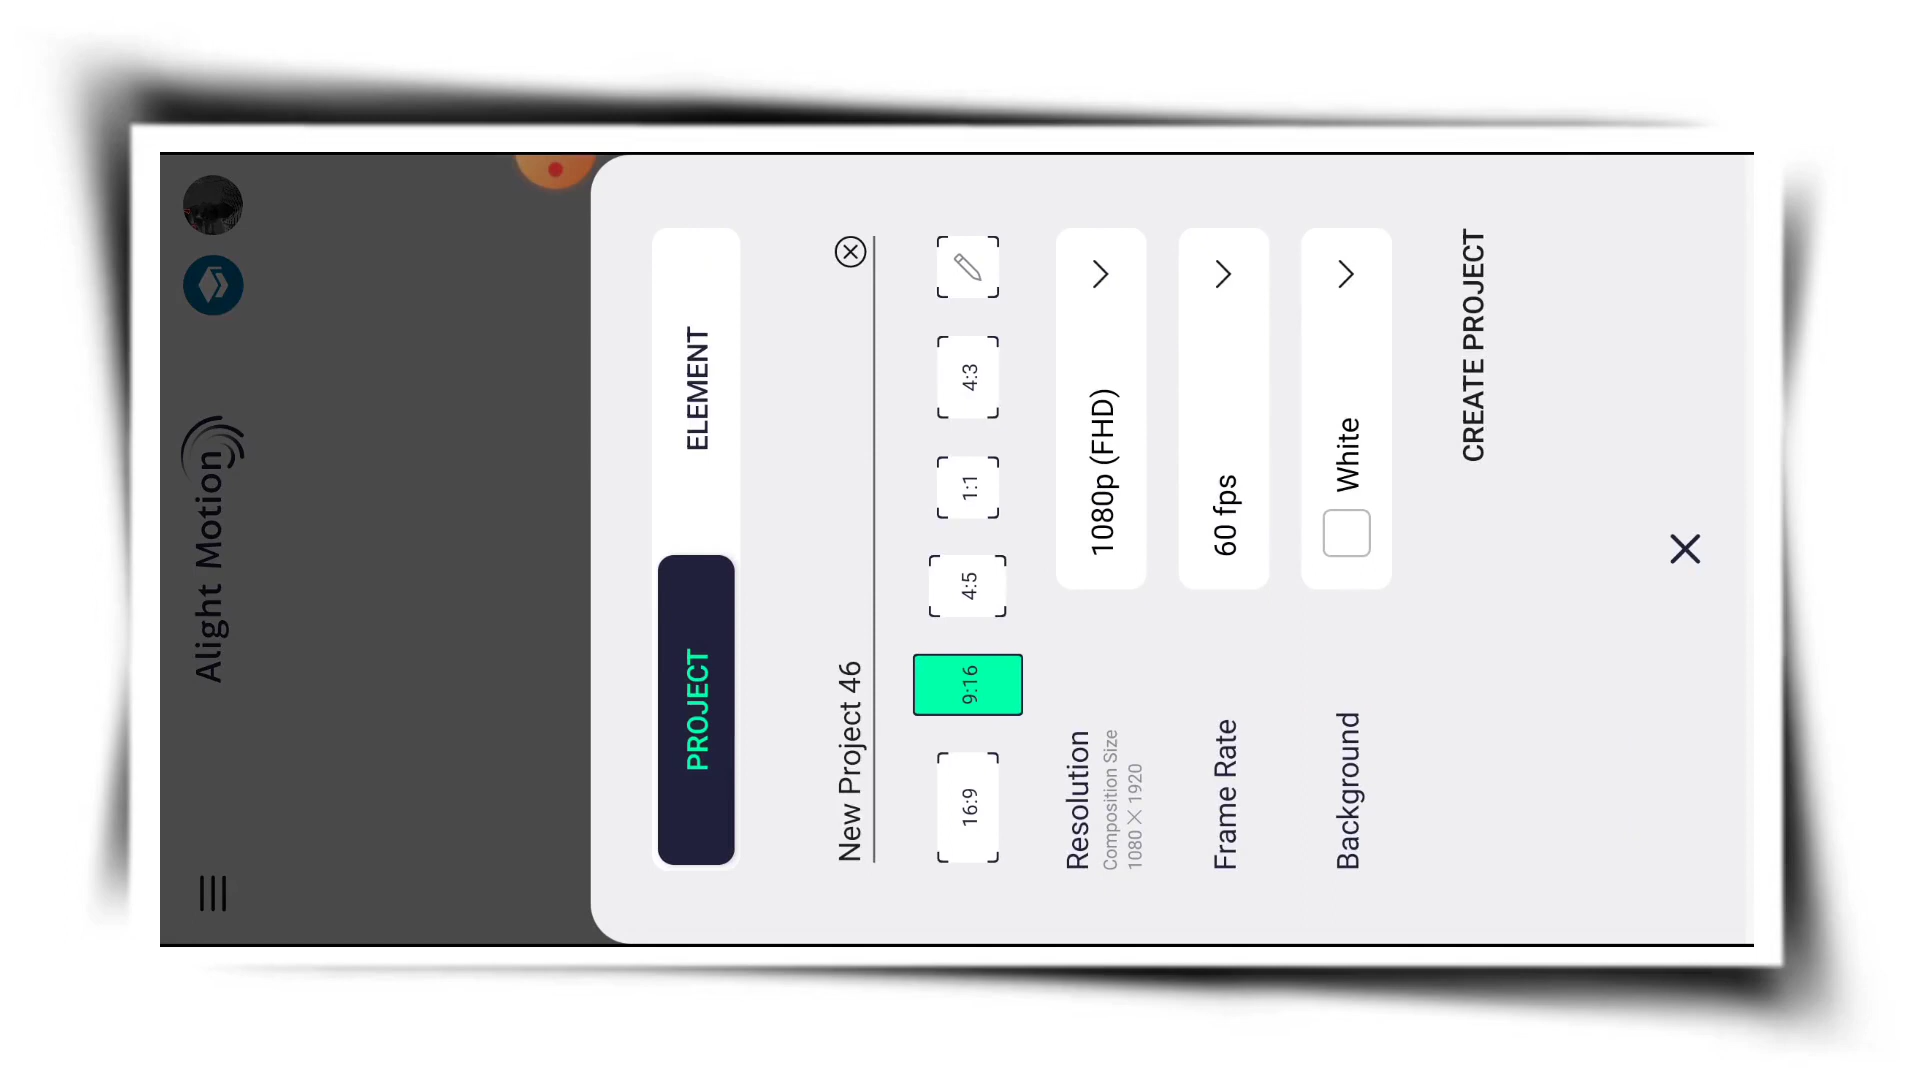 Alight Motion
PROJECT
ELEMENT
New Project 46
16:9
9:16
4:5
1:1
4:3
Resolution
Composition Size
1080 X 1920
1080p (FHD)
Frame Rate
60 fps
Background
White
CREATE PROJECT